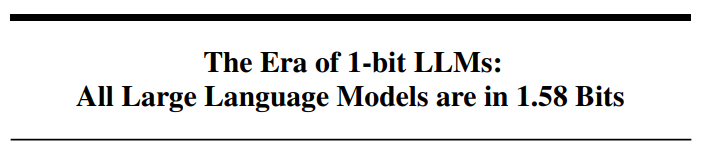 The Era of 1-bit LLMs:
All Large Language Models are in 1.58 Bits